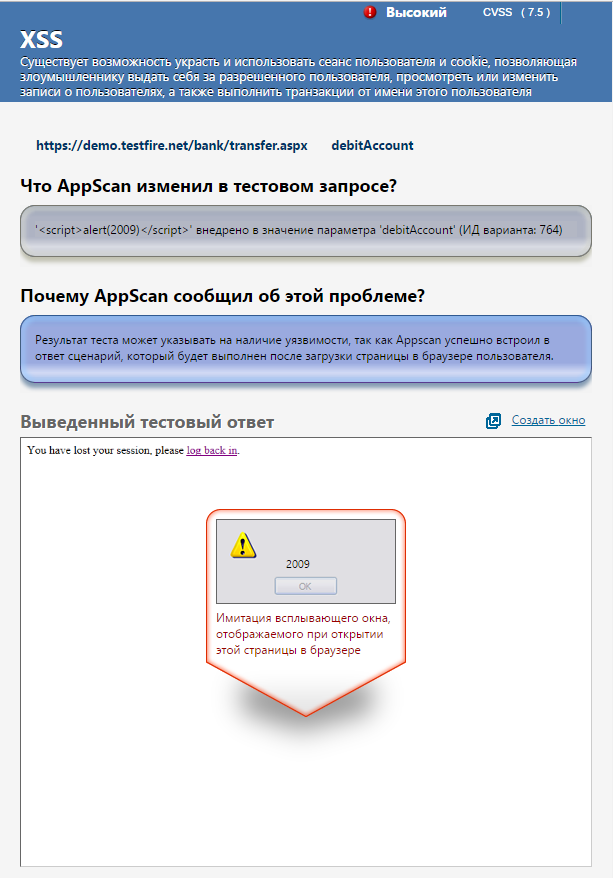 Высокий CVSS ( 7.5 )
XSS
Существует возможность украсть и использовать сеанс пользователя и cookie, позволяющая
злоумышленнику выдать себя за разрешенного пользователя, просмотреть или изменить
записи о пользователях, а также выполнить транзакции от имени этого пользователя
https://demo.testfire.net/bank/transfer.aspx debitAccount
Что AppScan изменил в тестовом запросе?
'<script>alert(2009)</script>' внедрено в значение параметра 'debitAccount' (ИД варианта: 764)
Почему AppScan сообщил об этой проблеме?
Результат теста может указывать на наличие уязвимости, так как Appscan успешно встроил в
ответ сценарий, который будет выполнен после загрузки страницы в браузере пользователя.
Выведенный тестовый ответ Создать окно
You have lost your session, please log back in.
2009
OK
Имитация всплывающего окна,
отображаемого при открытии
этой страницы в браузере